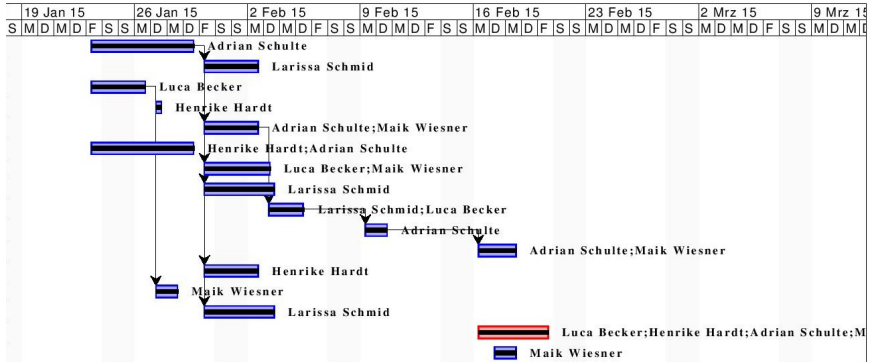 19 Jan 15 26 Jan 15 2 Feb 15 9 Feb 15 16 Feb 15 23 Feb 15 2 Mrz 15 9 Mrz 15
S M D M D F S S M D M D F S S M D M D F S S M D M D F S S M D M D F S S M D M D F S S M D M D F S S M D M D
Adrian Schulte
Larissa Schmid
Luca Becker
Henrike Hardt
Adrian Schulte;Maik Wiesner
Henrike Hardt;Adrian Schulte
Luca Becker;Maik Wiesner
Larissa Schmid
Larissa Schmid;Luca Becker
Adrian Schulte
Adrian Schulte;Maik Wiesner
Henrike Hardt
Maik Wiesner
Larissa Schmid
Luca Becker;Henrike Hardt;Adrian Schulte;M
Maik Wiesner